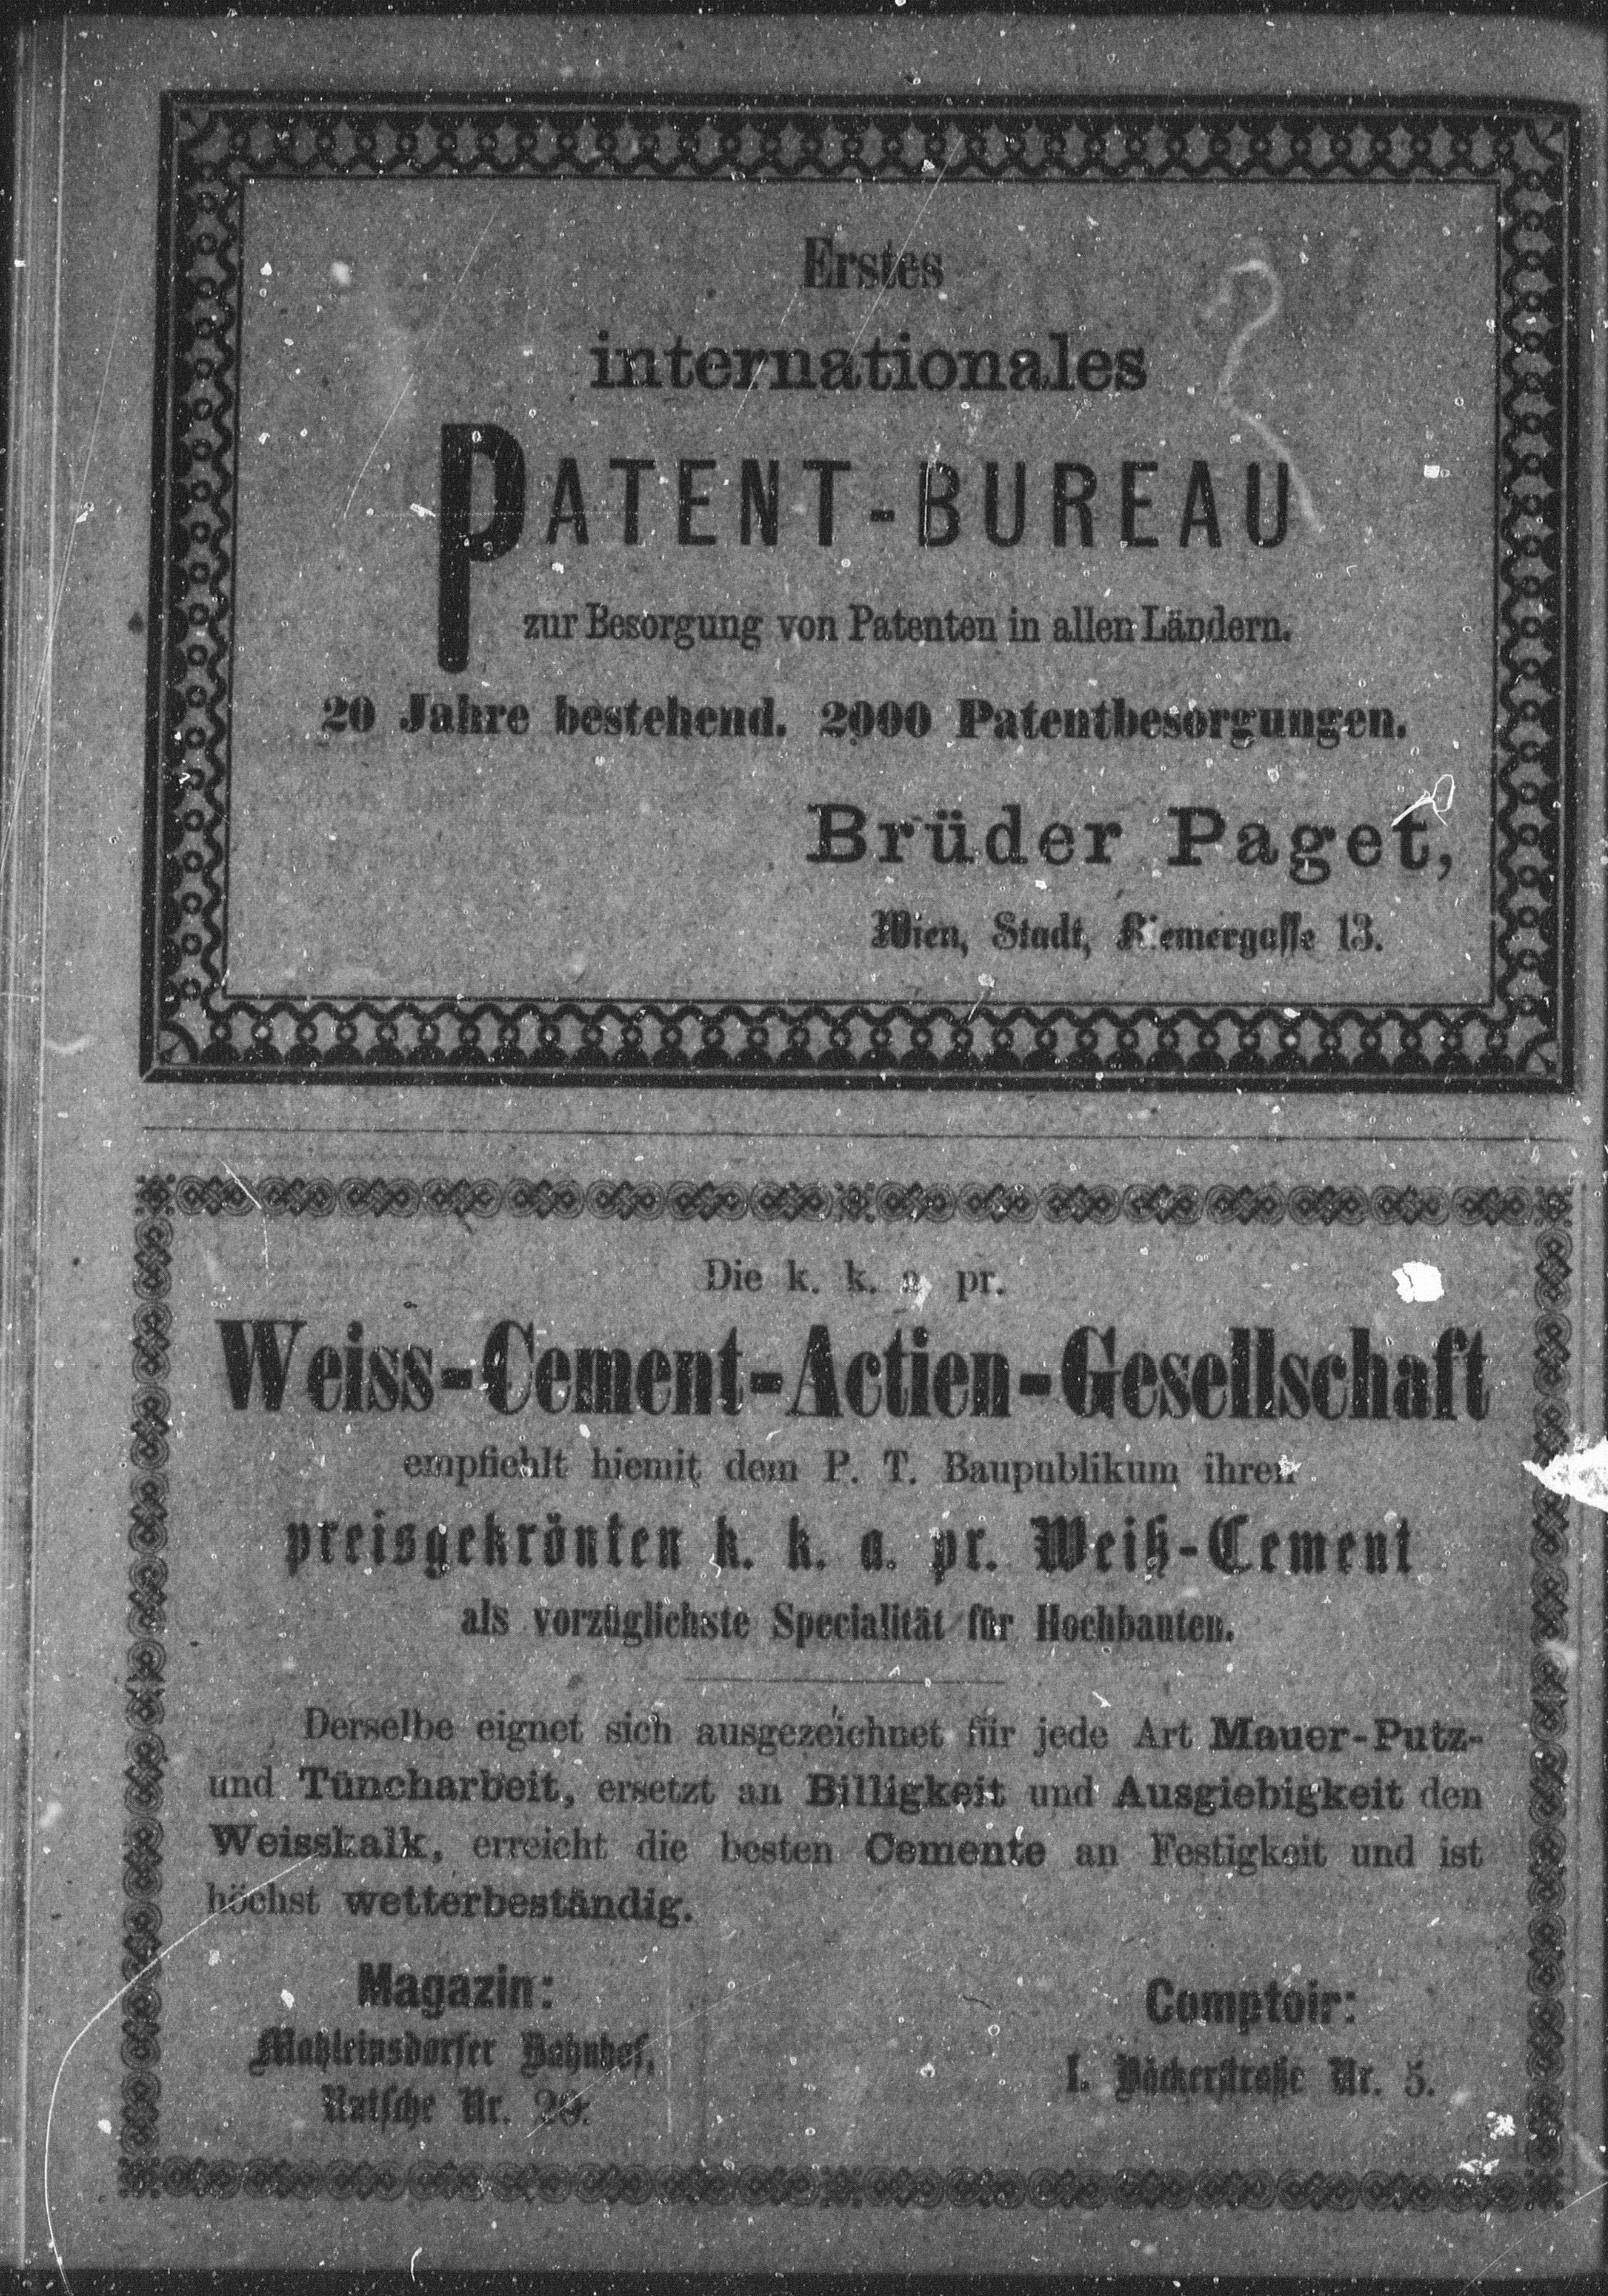 Erstes
internationales
PATENT-BUREAU
zur Besorgung von Patenten in allen Ländern.
20 Jahre bestehend. 2000 Patentbesorgungen.
Brüder Paget,
Wien, Stadt, Riemergasse 13.
Die k. k. a. pr.
Weiss-Cement-Actien-Gesellschaft
empfiehlt hiemit dem P. T. Baupublikum ihren
preisgekrönten k. k. a. pr. Weiß-Cement
als vorzüglichste Specialität für Hochbauten.
Derselbe eignet sich ausgezeichnet für jede Art Mauer-Putz-
und Tüncharbeit, ersetzt an Billigkeit und Ausgiebigkeit den
Weisskalk, erreicht die besten Cemente an Festigkeit und ist
höchst wetterbeständig.
Magazin:
Matzleinsdorfer Bahnhof,
Rutsche Nr.
Comptoir:
I. Bäckerstraße Nr. 5.